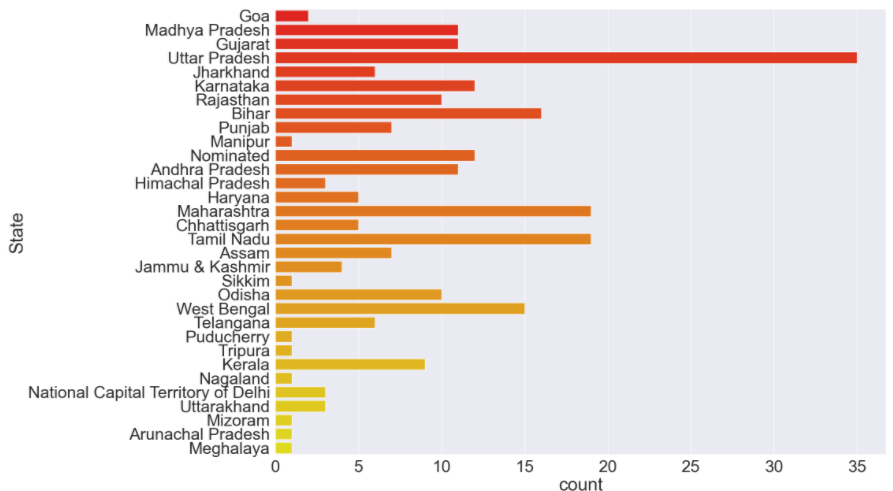 Goa
Madhya Pradesh
Gujarat
Uttar Pradesh
Jharkhand
Karnataka
Rajasthan
Bihar
Punjab
Manipur
Nominated
Andhra Pradesh
Himachal Pradesh
Haryana
Maharashtra
Chhattisgarh
Tamil Nadu
Assam
Jammu & Kashmir
Sikkim
Odisha
West Bengal
Telangana
Puducherry
Tripura
Kerala
Nagaland
National Capital Territory of Delhi
Uttarakhand
Mizoram
Arunachal Pradesh
Meghalaya
State
0 5 10 15 20 25 30 35
count